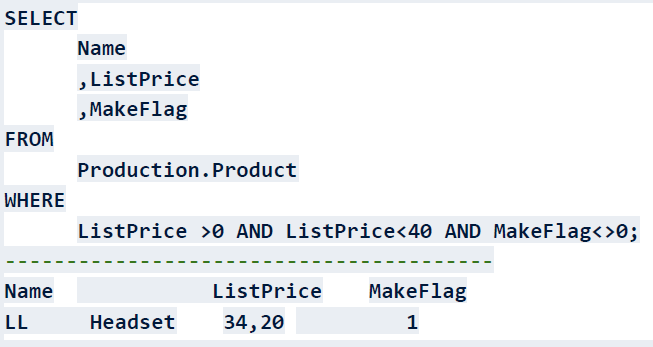 SELECT
Name
,ListPrice
,MakeFlag
FROM
Production.Product
WHERE
ListPrice >0 AND ListPrice<40 AND MakeFlag<>0;
----------------------------------------
Name ListPrice MakeFlag
LL Headset 34,20 1